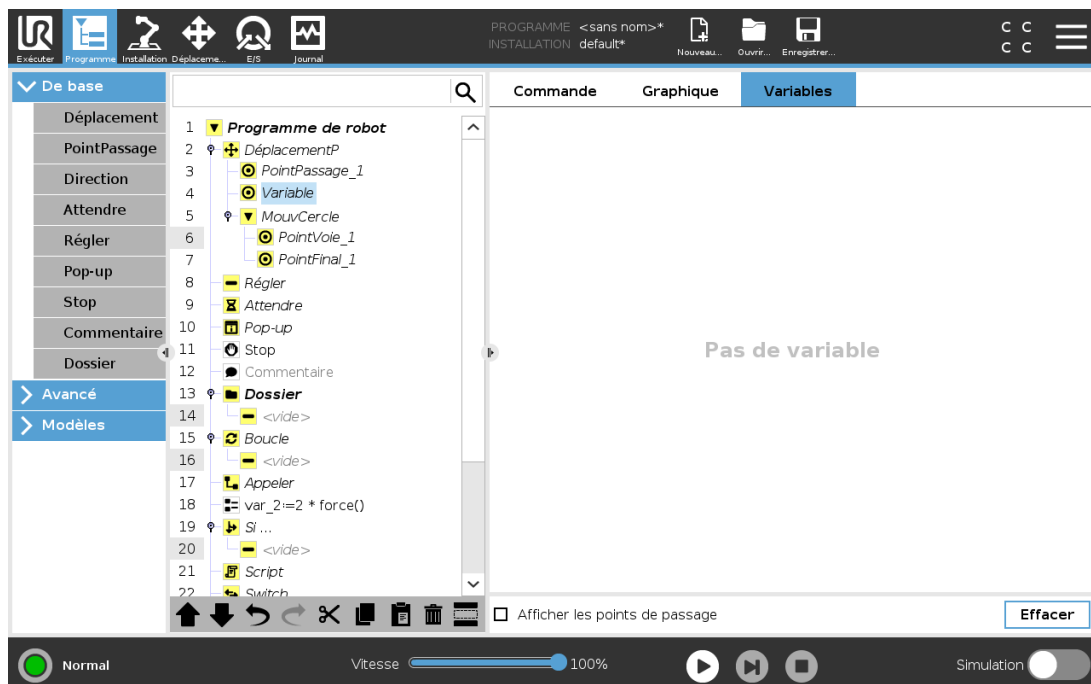 PROGRAMME <sans nom>*
INSTALLATION default*
UR
Exécuter Programme Installation Déplaceme... E/S Journal
Nouveau... Ouvrir... Enregistrer...
C C
C C
De base
Déplacement
PointPassage
Direction
Attendre
Régler
Pop-up
Stop
Commentaire
Dossier
Avancé
Modèles
1 Programme de robot
2 DéplacementP
3 PointPassage_1
4 Variable
5 MouvCercle
6 PointVoie_1
7 PointFinal_1
8 Régler
9 Attendre
10 Pop-up
11 Stop
12 Commentaire
13 Dossier
14 <vide>
15 Boucle
16 <vide>
17 Appeler
18 var_2:=2 * force()
19 Si ...
20 <vide>
21 Script
22 Switch
Commande Graphique Variables
Pas de variable
Afficher les points de passage
Effacer
Normal
Vitesse 100%
Simulation